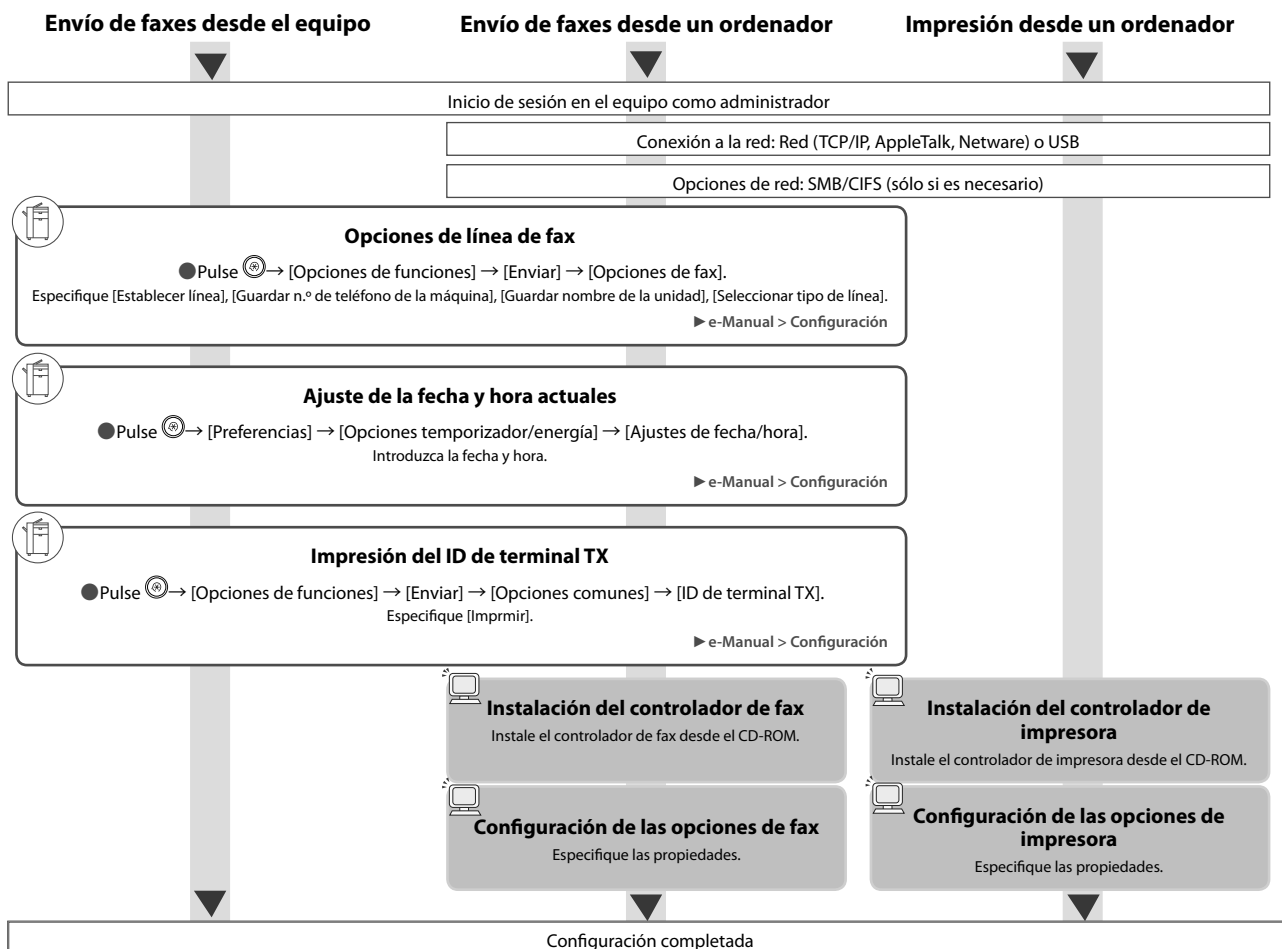 Envío de faxes desde el equipo
Envío de faxes desde un ordenador
Impresión desde un ordenador
Inicio de sesión en el equipo como administrador
Conexión a la red: Red (TCP/IP, AppleTalk, Netware) o USB
Opciones de red: SMB/CIFS (sólo si es necesario)
Opciones de línea de fax
●Pulse → [Opciones de funciones] → [Enviar] → [Opciones de fax].
Especifique [Establecer línea], [Guardar n.º de teléfono de la máquina], [Guardar nombre de la unidad], [Seleccionar tipo de línea].
►e-Manual > Configuración
Ajuste de la fecha y hora actuales
●Pulse → [Preferencias] → [Opciones temporizador/energía] → [Ajustes de fecha/hora].
Introduzca la fecha y hora.
►e-Manual > Configuración
Impresión del ID de terminal TX
●Pulse → [Opciones de funciones] → [Enviar] → [Opciones comunes] → [ID de terminal TX].
Especifique [Imprmir].
►e-Manual > Configuración
Instalación del controlador de fax
Instale el controlador de fax desde el CD-ROM.
Instalación del controlador de
impresora
Instale el controlador de impresora desde el CD-ROM.
Configuración de las opciones de fax
Especifique las propiedades.
Configuración de las opciones de
impresora
Especifique las propiedades.
Configuración completada